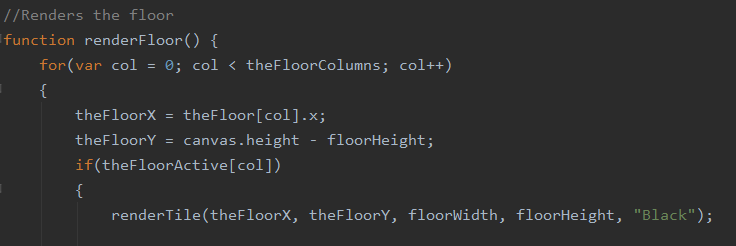 //Renders the floor
function renderFloor() {
for(var col = 0; col < theFloorColumns; col++)
{
theFloorX = theFloor[col].x;
theFloorY = canvas.height - floorHeight;
if(theFloorActive[col])
{
renderTile(theFloorX, theFloorY, floorWidth, floorHeight, "Black");